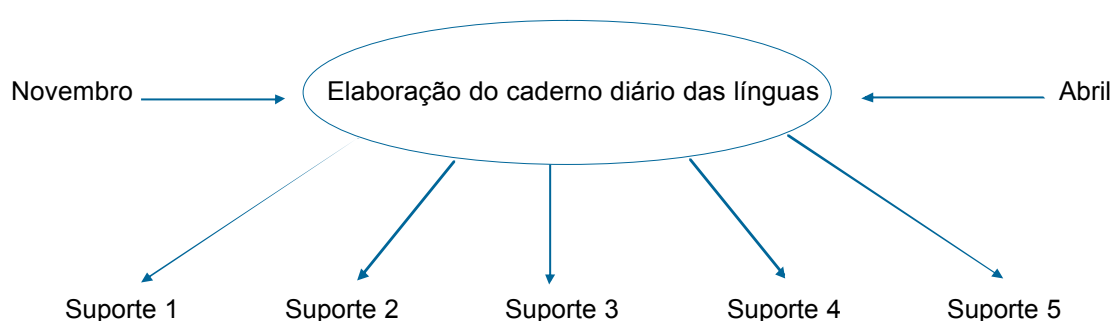 Novembro
Elaboração do caderno diário das línguas
Abril
Suporte 1
Suporte 2
Suporte 3
Suporte 4
Suporte 5